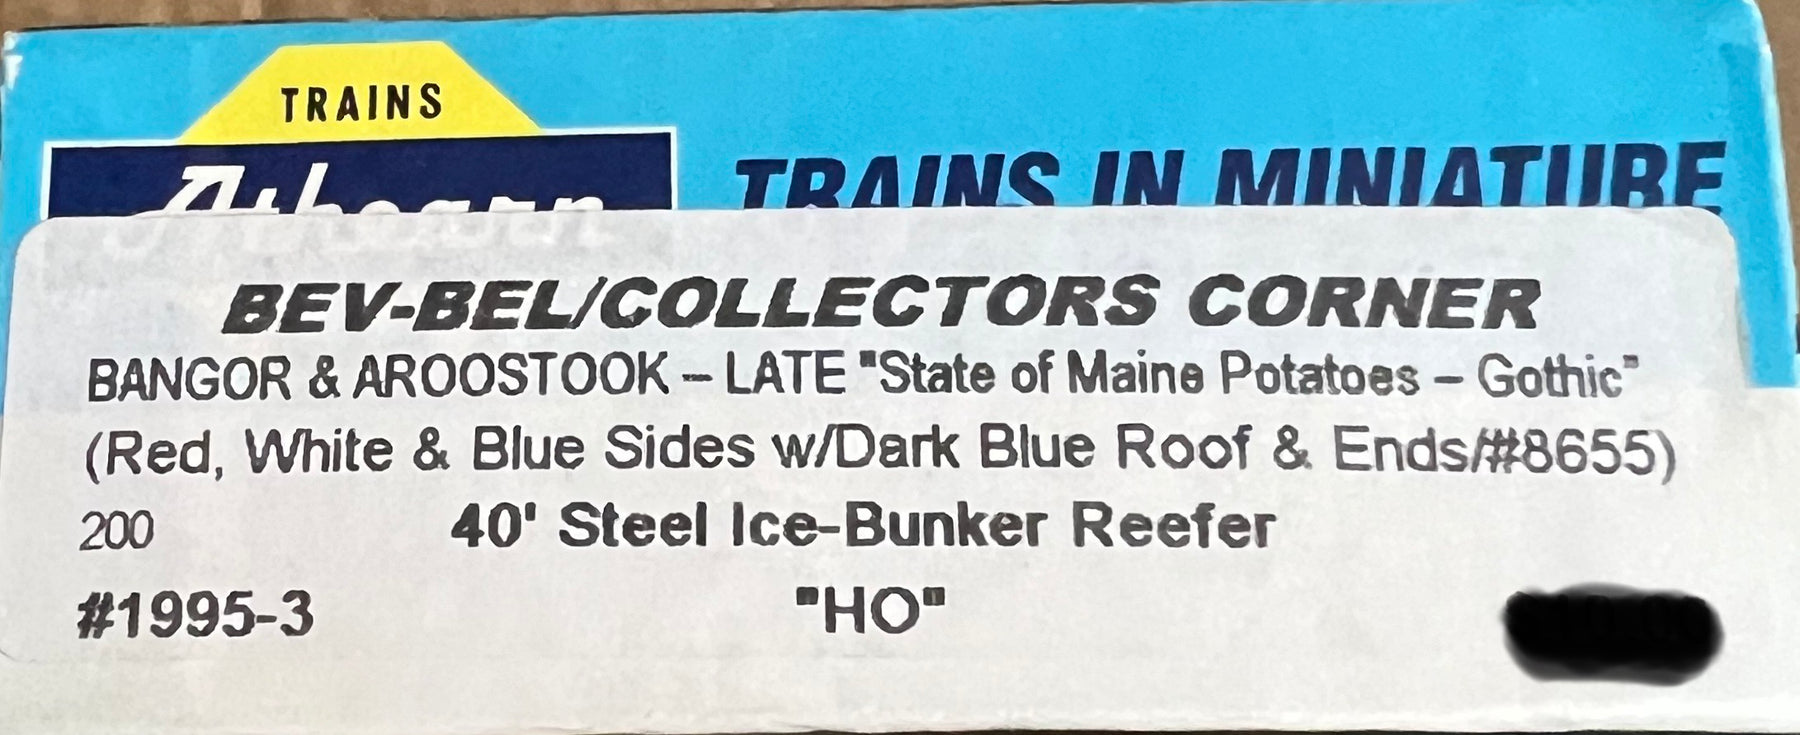 TRAINS
Athearn
TRAINS IN MINIATURE
BEV-BEL/COLLECTORS CORNER
BANGOR & AROOSTOOK – LATE "State of Maine Potatoes – Gothic"
(Red, White & Blue Sides w/Dark Blue Roof & Ends/#8655)
200 40' Steel Ice-Bunker Reefer
#1995-3 "HO"